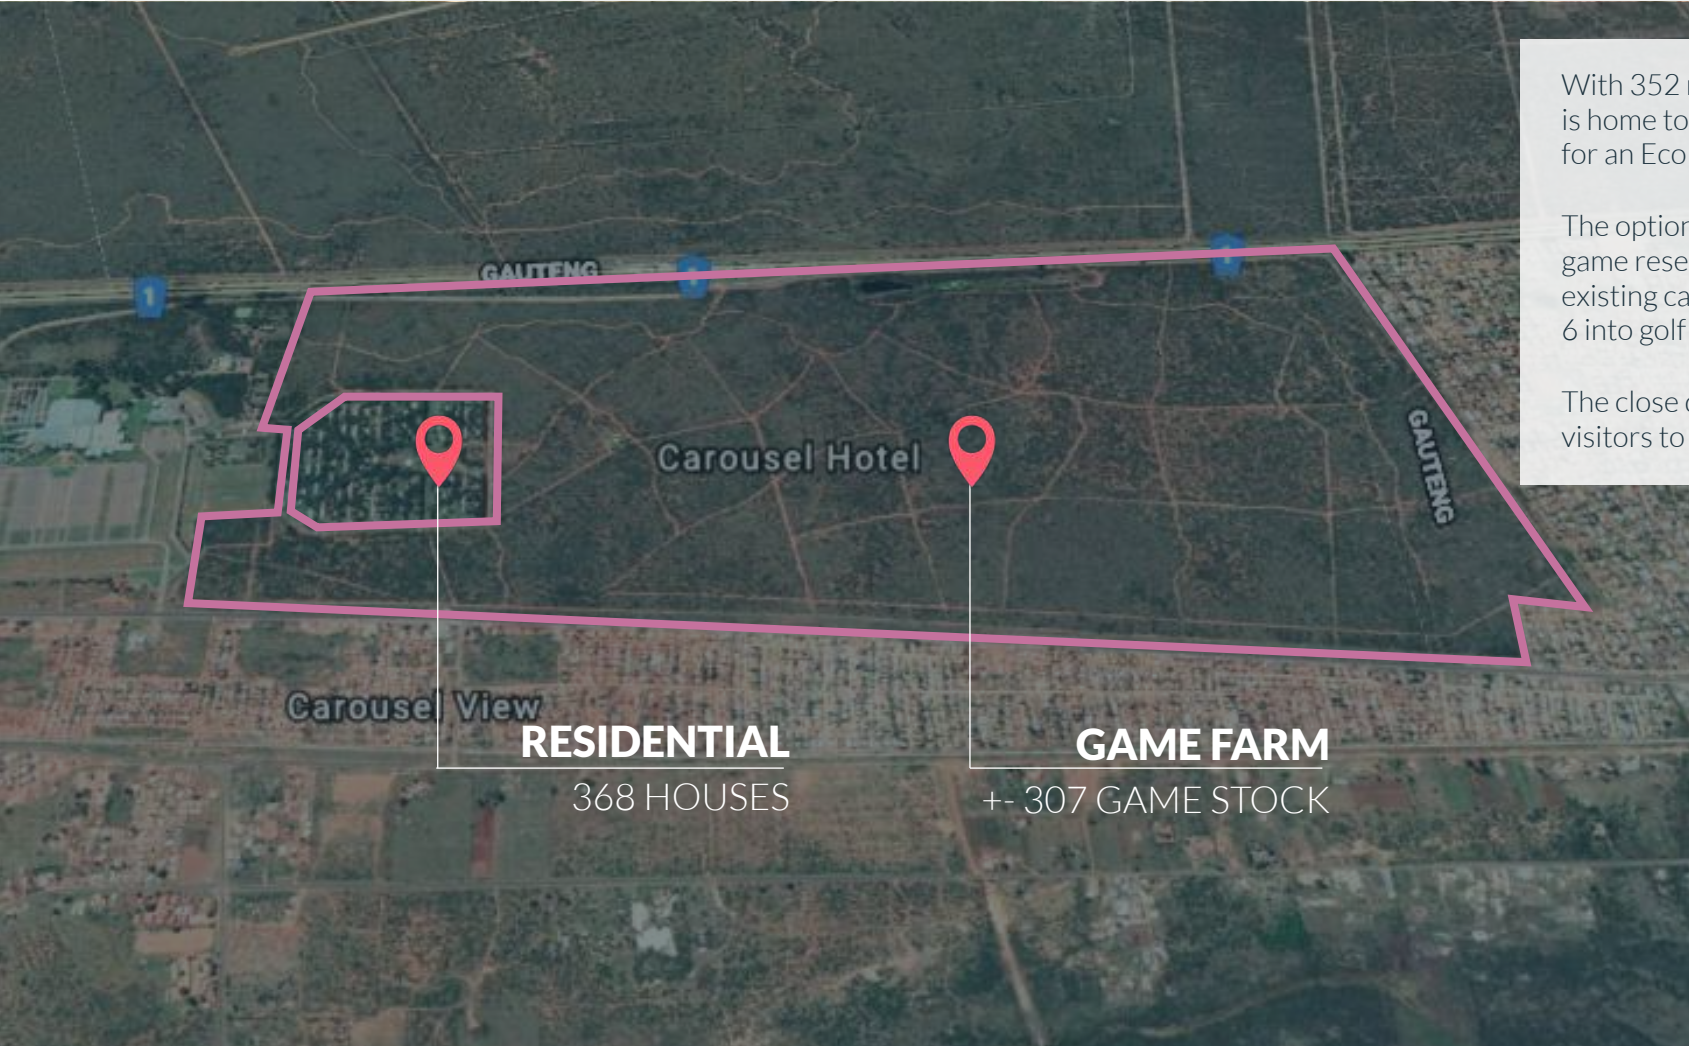 With 352
is home to
for an Eco
The option
game rese
existing ca
6 into golf
The close
visitors to
GAUTENG
1
Carousel Hotel
GAUTENG
Carousel View
RESIDENTIAL
368 HOUSES
GAME FARM
+- 307 GAME STOCK